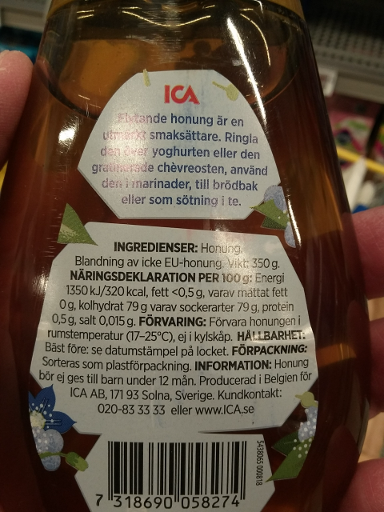 ICA
Flytande honung är en
utmärkt smaksättare. Ringla
den över yoghurten eller den
gratinerade chèvreosten, använd
den i marinader, till brödbak
eller som sötning i te.
INGREDIENSER: Honung.
Blandning av icke EU-honung. Vikt: 350 g.
NÄRINGSDEKLARATION PER 100 g: Energi
1350 kJ/320 kcal, fett <0,5 g, varav mättat fett
0 g, kolhydrat 79 g varav sockerarter 79 g, protein
0,5 g, salt 0,015 g. FÖRVARING: Förvara honungen i
rumstemperatur (17–25°C), ej i kylskåp. HÅLLBARHET:
Bäst före: se datumstämpel på locket. FÖRPACKNING:
Sorteras som plastförpackning. INFORMATION: Honung
bör ej ges till barn under 12 mån. Producerad i Belgien för
ICA AB, 171 93 Solna, Sverige. Kundkontakt:
020-83 33 33 eller www.ICA.se
5438065 009818
7 318690 058274